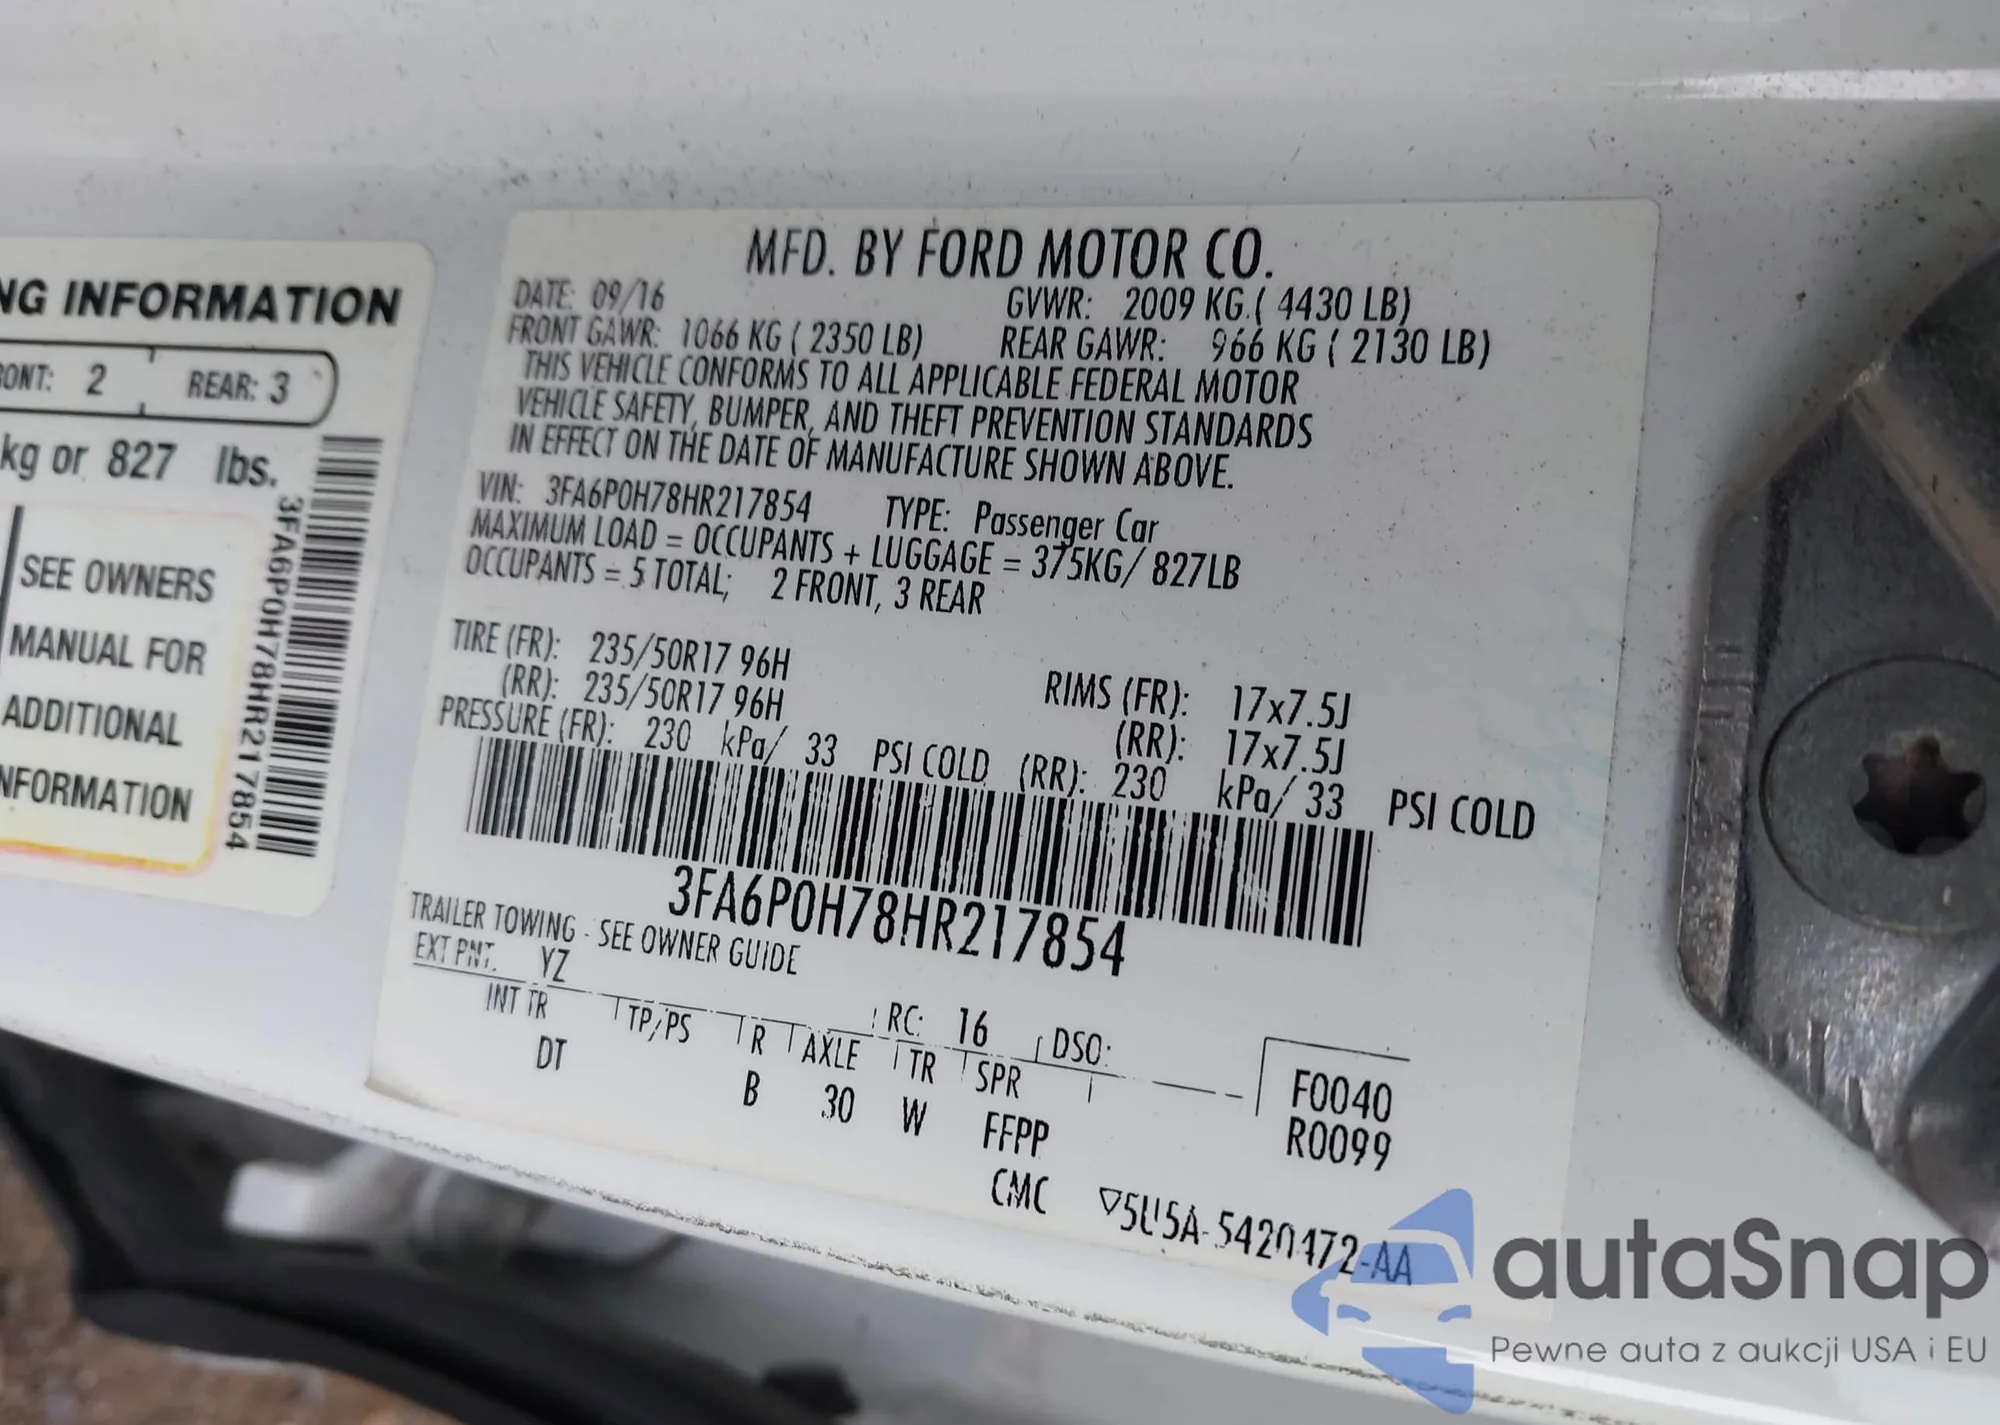 NG INFORMATION
ONT: 2 REAR: 3
kg or 827 lbs.
3FA6P0H78HR217854
SEE OWNERS
MANUAL FOR
ADDITIONAL
NFORMATION
MFD. BY FORD MOTOR CO.
DATE: 09/16 GVWR: 2009 KG ( 4430 LB)
FRONT GAWR: 1066 KG ( 2350 LB) REAR GAWR: 966 KG ( 2130 LB)
THIS VEHICLE CONFORMS TO ALL APPLICABLE FEDERAL MOTOR
VEHICLE SAFETY, BUMPER, AND THEFT PREVENTION STANDARDS
IN EFFECT ON THE DATE OF MANUFACTURE SHOWN ABOVE.
VIN: 3FA6P0H78HR217854 TYPE: Passenger Car
MAXIMUM LOAD = OCCUPANTS + LUGGAGE = 375KG/ 827LB
OCCUPANTS = 5 TOTAL; 2 FRONT, 3 REAR
TIRE (FR): 235/50R17 96H RIMS (FR): 17x7.5J
(RR): 235/50R17 96H (RR): 17x7.5J
PRESSURE (FR): 230 kPa/ 33 PSI COLD (RR): 230 kPa/ 33 PSI COLD
3FA6P0H78HR217854
TRAILER TOWING - SEE OWNER GUIDE
EXT PNT. YZ RC: 16 DSO:
INT TR TP/PS R AXLE TR SPR F0040
DT B 30 W FFPP R0099
CMC ▽5U5A-5420472-AA
autaSnap
Pewne auta z aukcji USA i EU